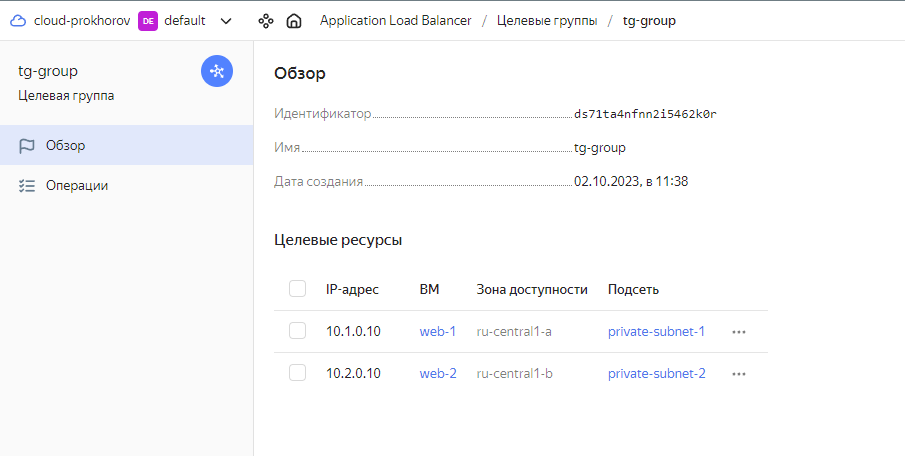 cloud-prokhorov DE default Application Load Balancer / Целевые группы / tg-group
tg-group
Целевая группа
Обзор
Операции
Обзор
Идентификатор ds71ta4nfnn2i5462k0r
Имя tg-group
Дата создания 02.10.2023, в 11:38
Целевые ресурсы
IP-адрес ВМ Зона доступности Подсеть
10.1.0.10 web-1 ru-central1-a private-subnet-1
10.2.0.10 web-2 ru-central1-b private-subnet-2